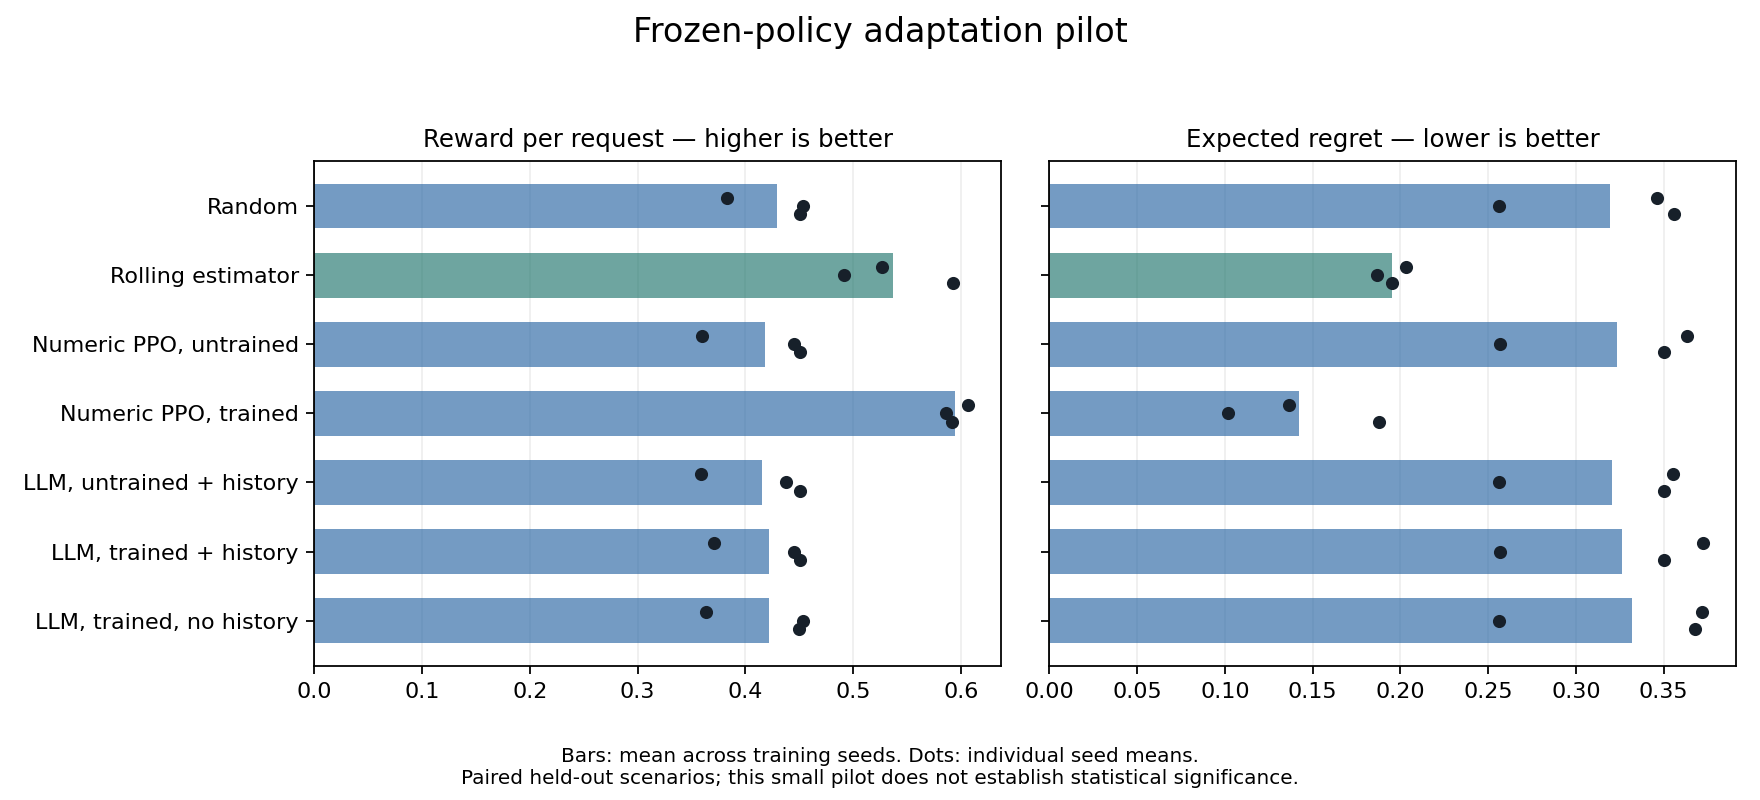 Frozen-policy adaptation pilot
Reward per request — higher is better
Expected regret — lower is better
Random
Rolling estimator
Numeric PPO, untrained
Numeric PPO, trained
LLM, untrained + history
LLM, trained + history
LLM, trained, no history
0.0 0.1 0.2 0.3 0.4 0.5 0.6
0.00 0.05 0.10 0.15 0.20 0.25 0.30 0.35
Bars: mean across training seeds. Dots: individual seed means.
Paired held-out scenarios; this small pilot does not establish statistical significance.